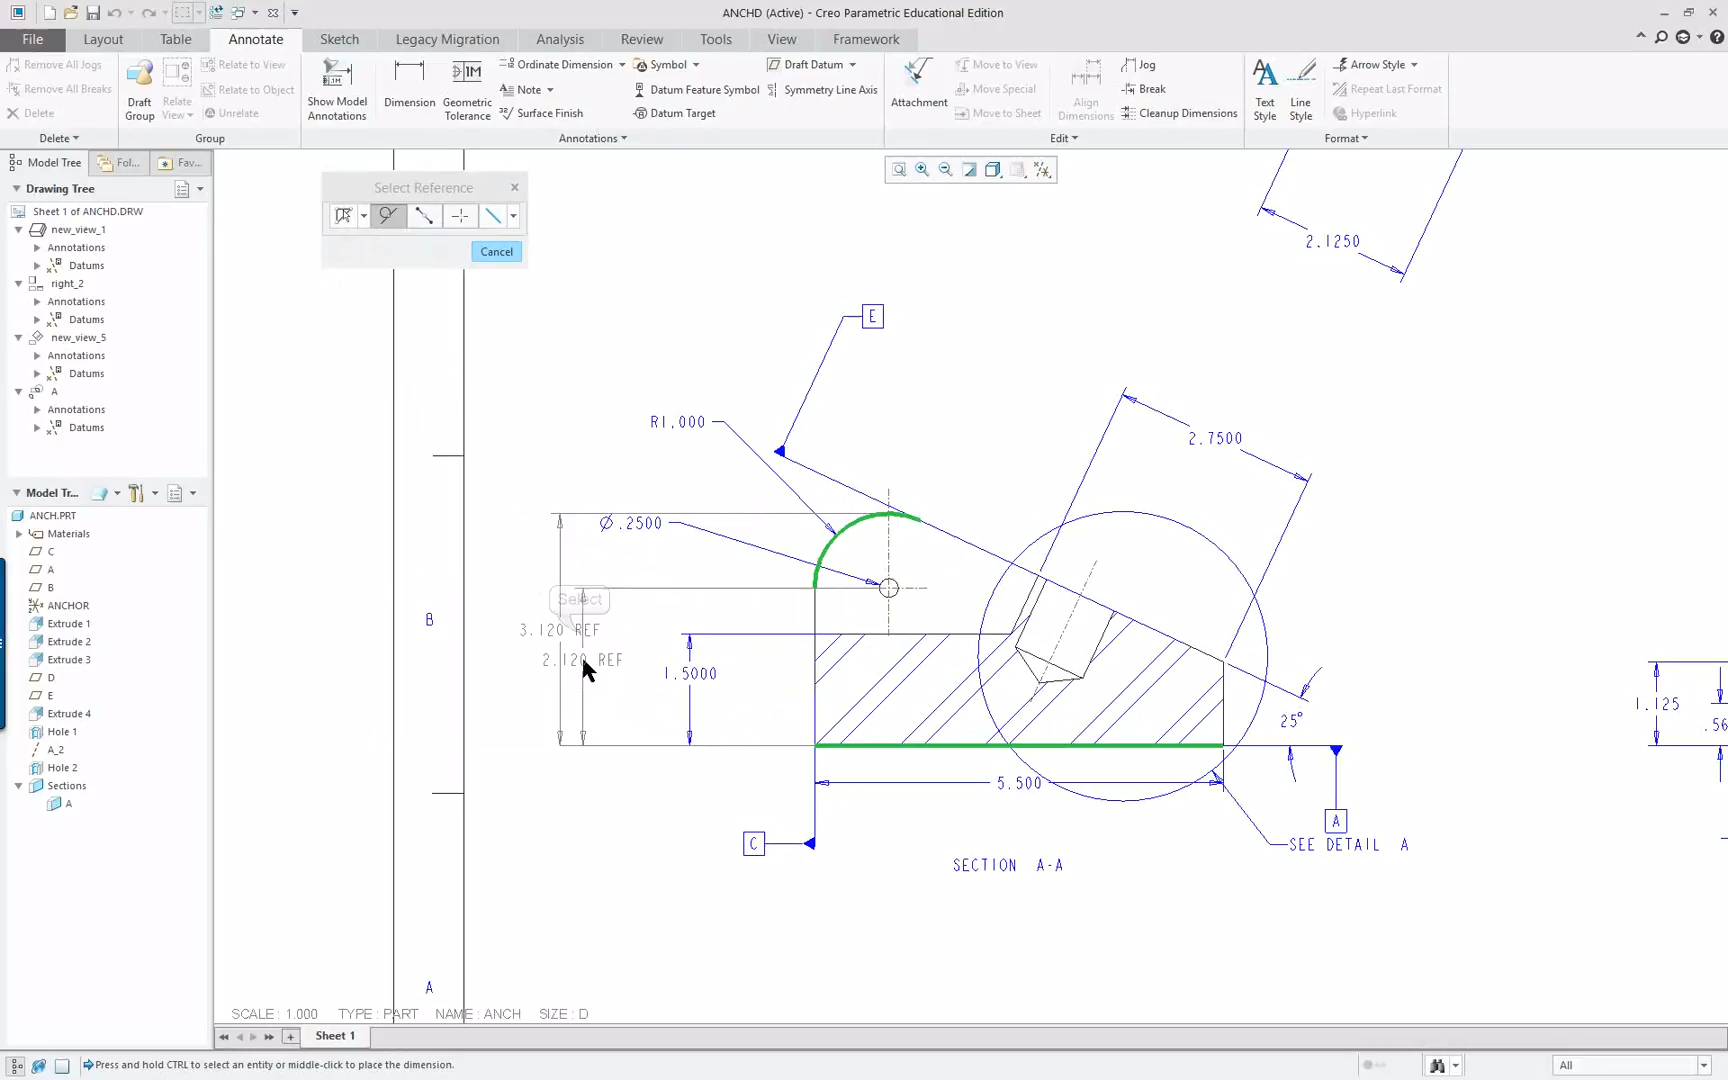 ANCHD (Active) - Creo Parametric Educational Edition
File Layout Table Annotate Sketch Legacy Migration Analysis Review Tools View Framework
Remove All Jogs
Remove All Breaks
Delete
Draft Group
Relate View
Relate to View
Relate to Object
Unrelate
Show Model Annotations
Dimension
Geometric Tolerance
Ordinate Dimension
Note
Surface Finish
Symbol
Datum Feature Symbol
Datum Target
Draft Datum
Symmetry Line Axis
Attachment
Move to View
Move Special
Move to Sheet
Align Dimensions
Jog
Break
Cleanup Dimensions
Text Style
Line Style
Arrow Style
Repeat Last Format
Hyperlink
Delete Group Annotations Edit Format
Model Tree Fol... Fav...
Drawing Tree
Sheet 1 of ANCHD.DRW
new_view_1
Annotations
Datums
right_2
Annotations
Datums
new_view_5
Annotations
Datums
A
Annotations
Datums
Model Tr...
ANCH.PRT
Materials
C
A
B
ANCHOR
Extrude 1
Extrude 2
Extrude 3
D
E
Extrude 4
Hole 1
A_2
Hole 2
Sections
A
Select Reference
Cancel
2.1250
E
R1.000
2.7500
Ø.2500
Select
3.120 REF
2.120 REF
1.5000
B
25°
1.125
.56
5.500
C
A
SEE DETAIL A
SECTION A-A
A
SCALE : 1.000 TYPE : PART NAME : ANCH SIZE : D
Sheet 1
Press and hold CTRL to select an entity or middle-click to place the dimension.
All